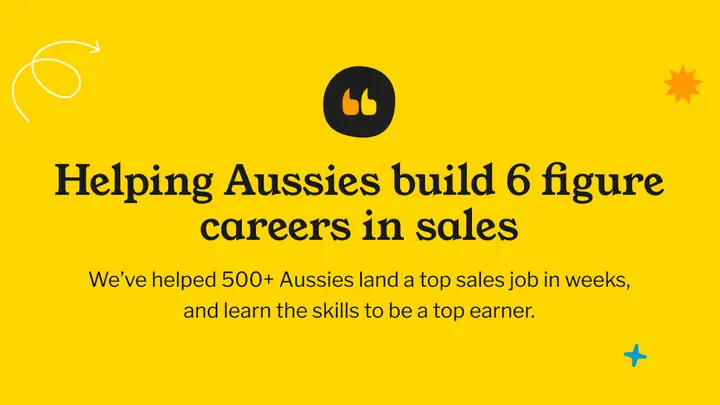 Helping Aussies build 6 figure
careers in sales
We’ve helped 500+ Aussies land a top sales job in weeks,
and learn the skills to be a top earner.